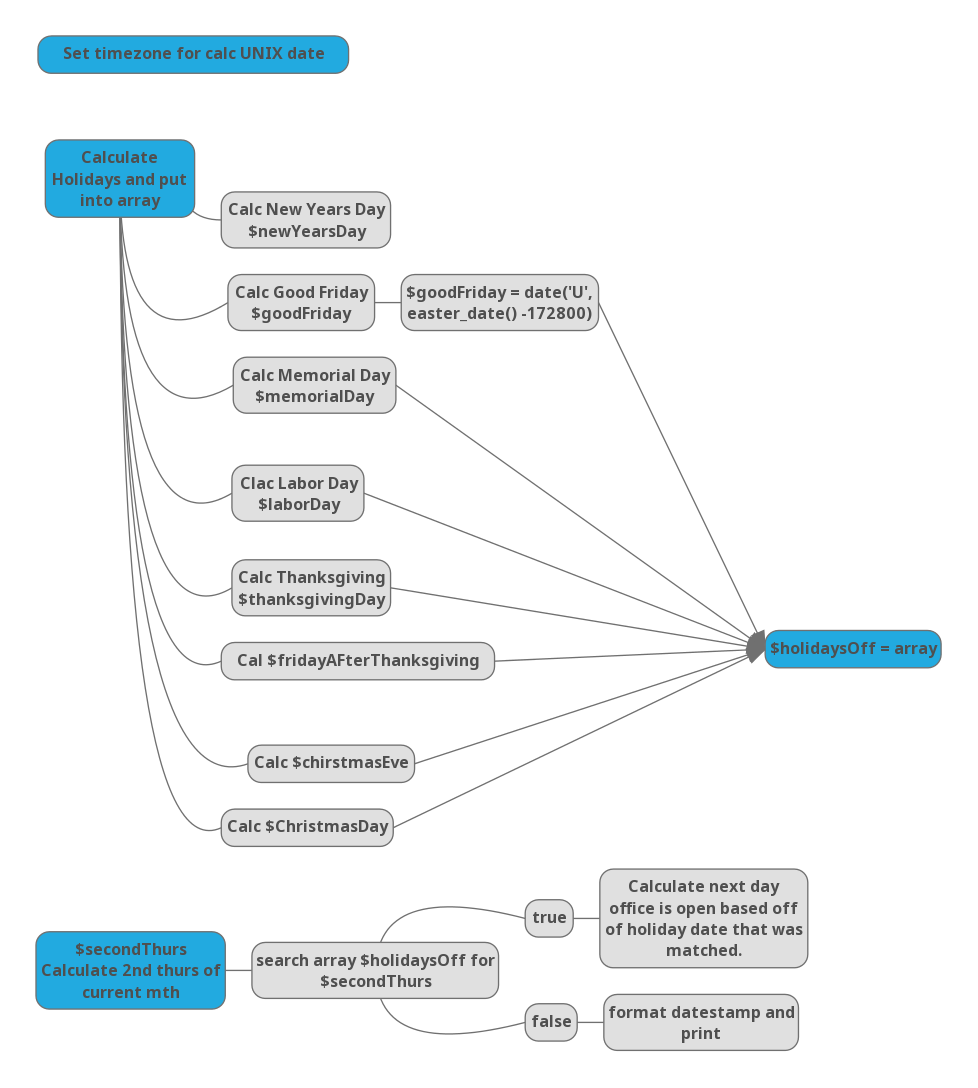 Set timezone for calc UNIX date
Calculate
Holidays and put
into array
Calc New Years Day
$newYearsDay
Calc Good Friday
$goodFriday
$goodFriday = date('U',
easter_date() -172800)
Calc Memorial Day
$memorialDay
Clac Labor Day
$laborDay
Calc Thanksgiving
$thanksgivingDay
Cal $fridayAFterThanksgiving
$holidaysOff = array
Calc $chirstmasEve
Calc $ChristmasDay
$secondThurs
Calculate 2nd thurs of
current mth
search array $holidaysOff for
$secondThurs
true
Calculate next day
office is open based off
of holiday date that was
matched.
false
format datestamp and
print